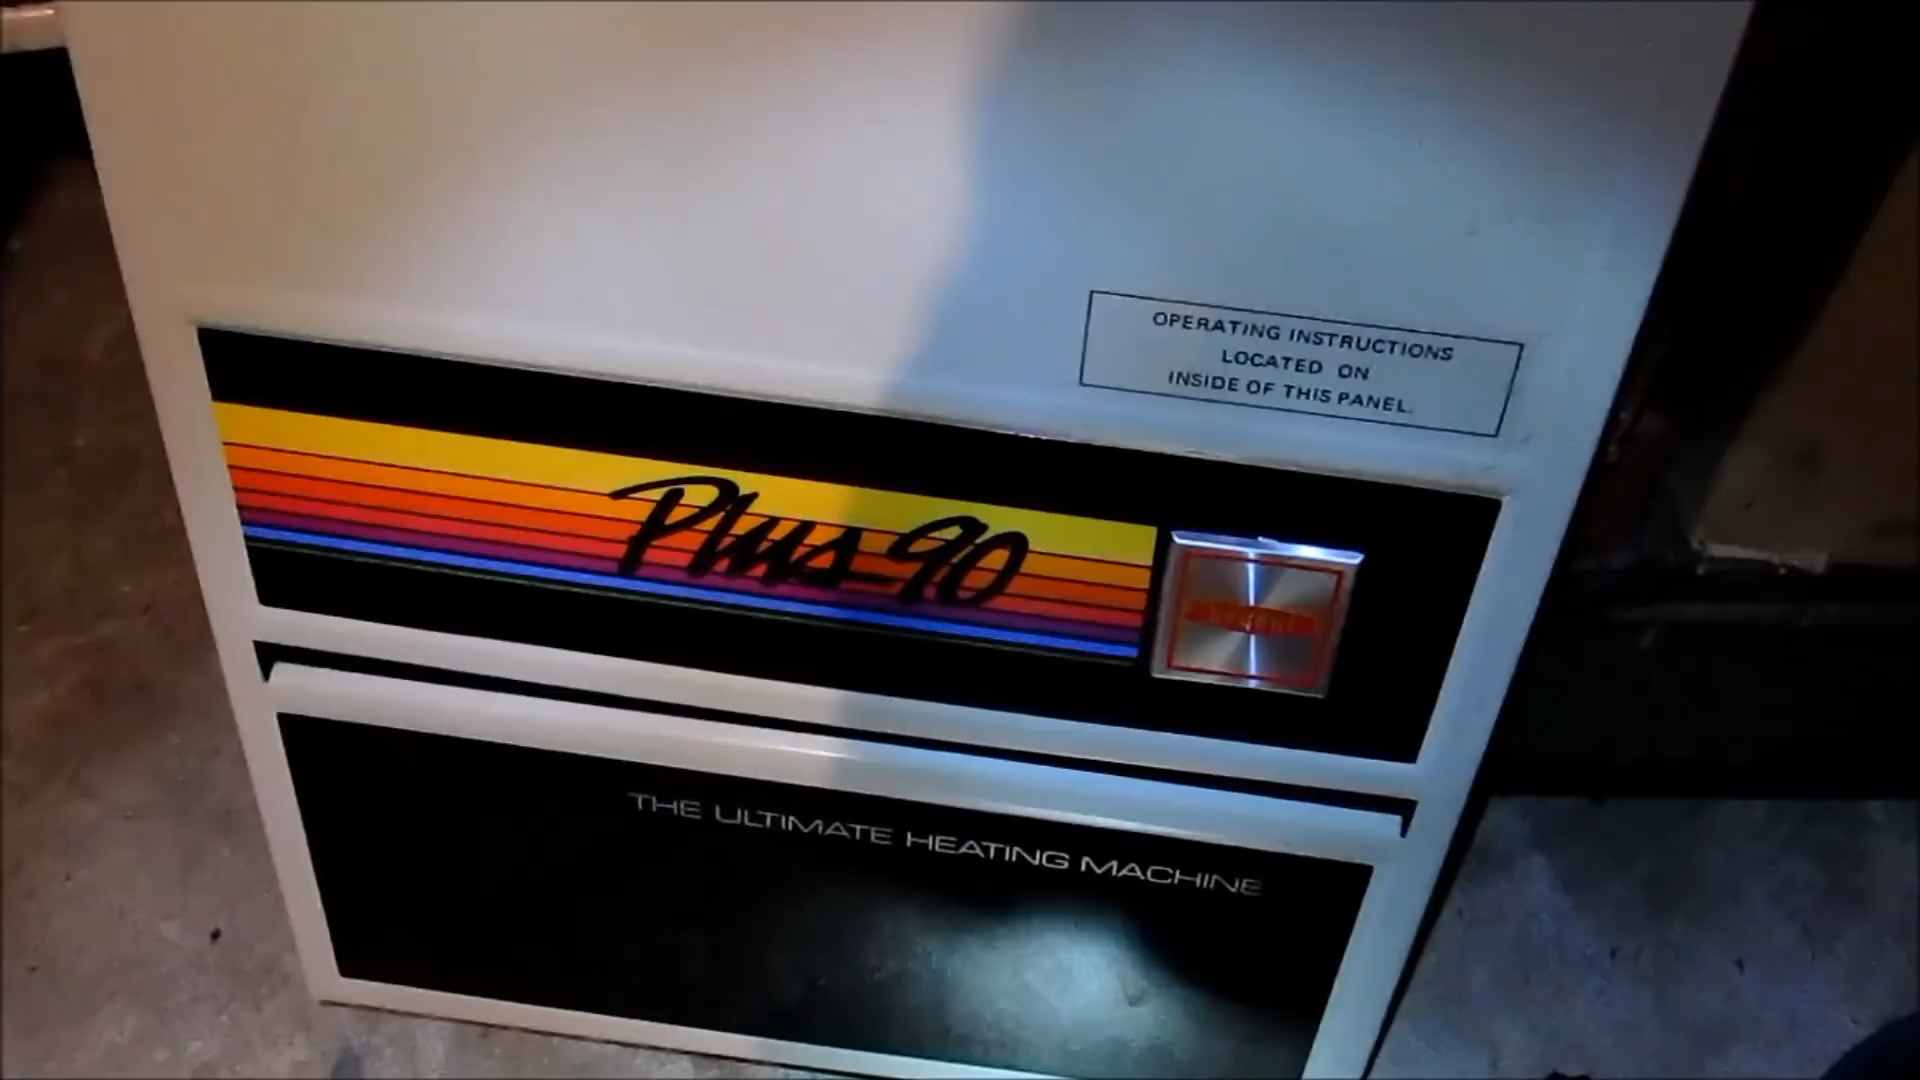 OPERATING INSTRUCTIONS
LOCATED ON
INSIDE OF THIS PANEL.
Plus 90
THE ULTIMATE HEATING MACHINE